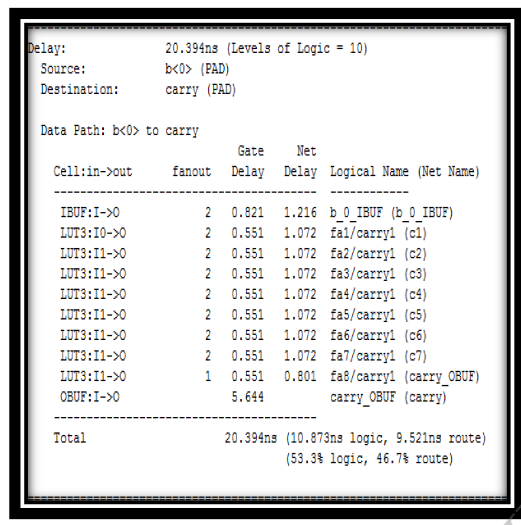 Delay: 20.394ns (Levels of Logic = 10)
Source: b<0> (PAD)
Destination: carry (PAD)
Data Path: b<0> to carry
Gate Net
Cell:in->out fanout Delay Delay Logical Name (Net Name)
---------------------------------------- ------------
IBUF:I->O 2 0.821 1.216 b_0_IBUF (b_0_IBUF)
LUT3:I0->O 2 0.551 1.072 fa1/carry1 (c1)
LUT3:I1->O 2 0.551 1.072 fa2/carry1 (c2)
LUT3:I1->O 2 0.551 1.072 fa3/carry1 (c3)
LUT3:I1->O 2 0.551 1.072 fa4/carry1 (c4)
LUT3:I1->O 2 0.551 1.072 fa5/carry1 (c5)
LUT3:I1->O 2 0.551 1.072 fa6/carry1 (c6)
LUT3:I1->O 2 0.551 1.072 fa7/carry1 (c7)
LUT3:I1->O 1 0.551 0.801 fa8/carry1 (carry_OBUF)
OBUF:I->O 5.644 carry_OBUF (carry)
----------------------------------------
Total 20.394ns (10.873ns logic, 9.521ns route)
(53.3% logic, 46.7% route)